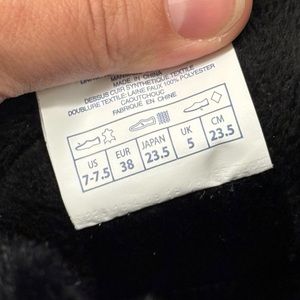 MADE IN CHINA
DESSUS CUIR SYNTHETIQUE TEXTILE
DOUBLURE TEXTILE: LAINE FAUX 100% POLYESTER
CAOUTCHOUC
FABRIQUE EN CHINE
US EUR JAPAN UK CM
7-7.5 38 23.5 5 23.5